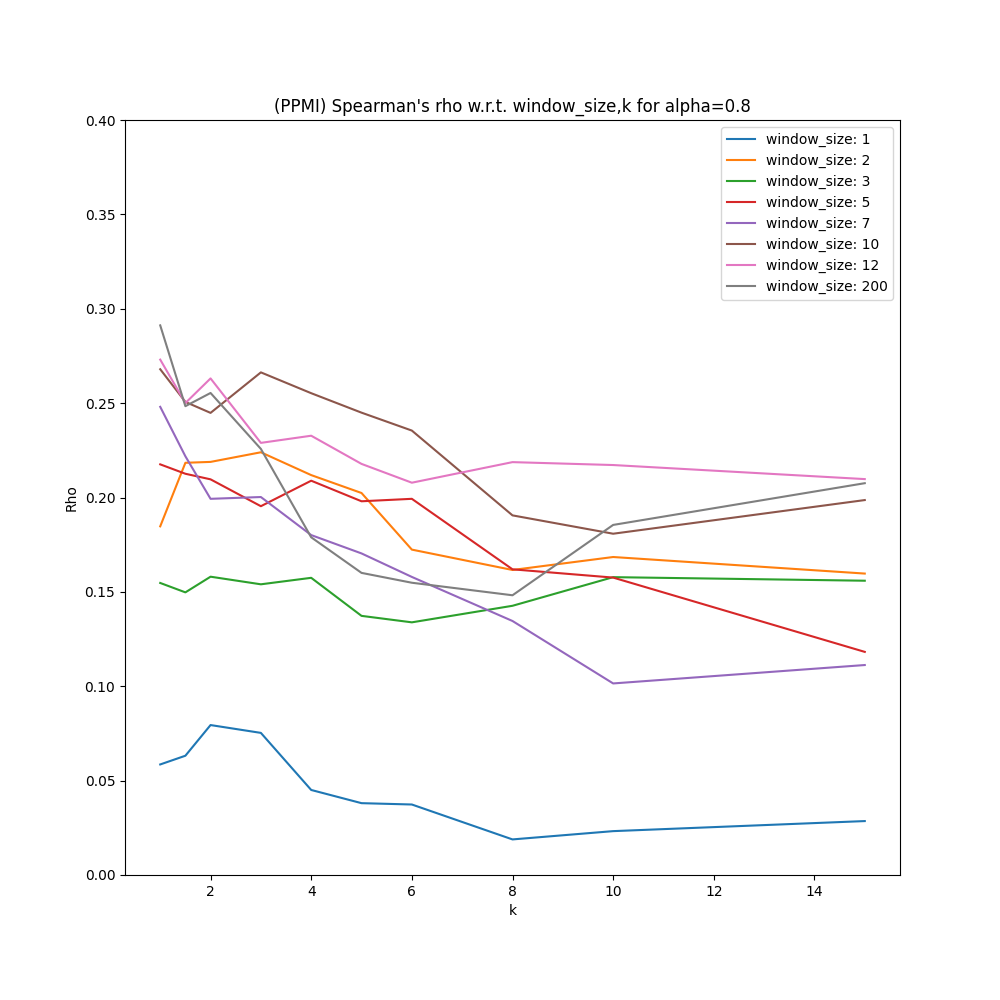 (PPMI) Spearman's rho w.r.t. window_size,k for alpha=0.8
0.40
0.35
0.30
0.25
0.20
0.15
0.10
0.05
0.00
Rho
window_size: 1
window_size: 2
window_size: 3
window_size: 5
window_size: 7
window_size: 10
window_size: 12
window_size: 200
2 4 6 8 10 12 14
k